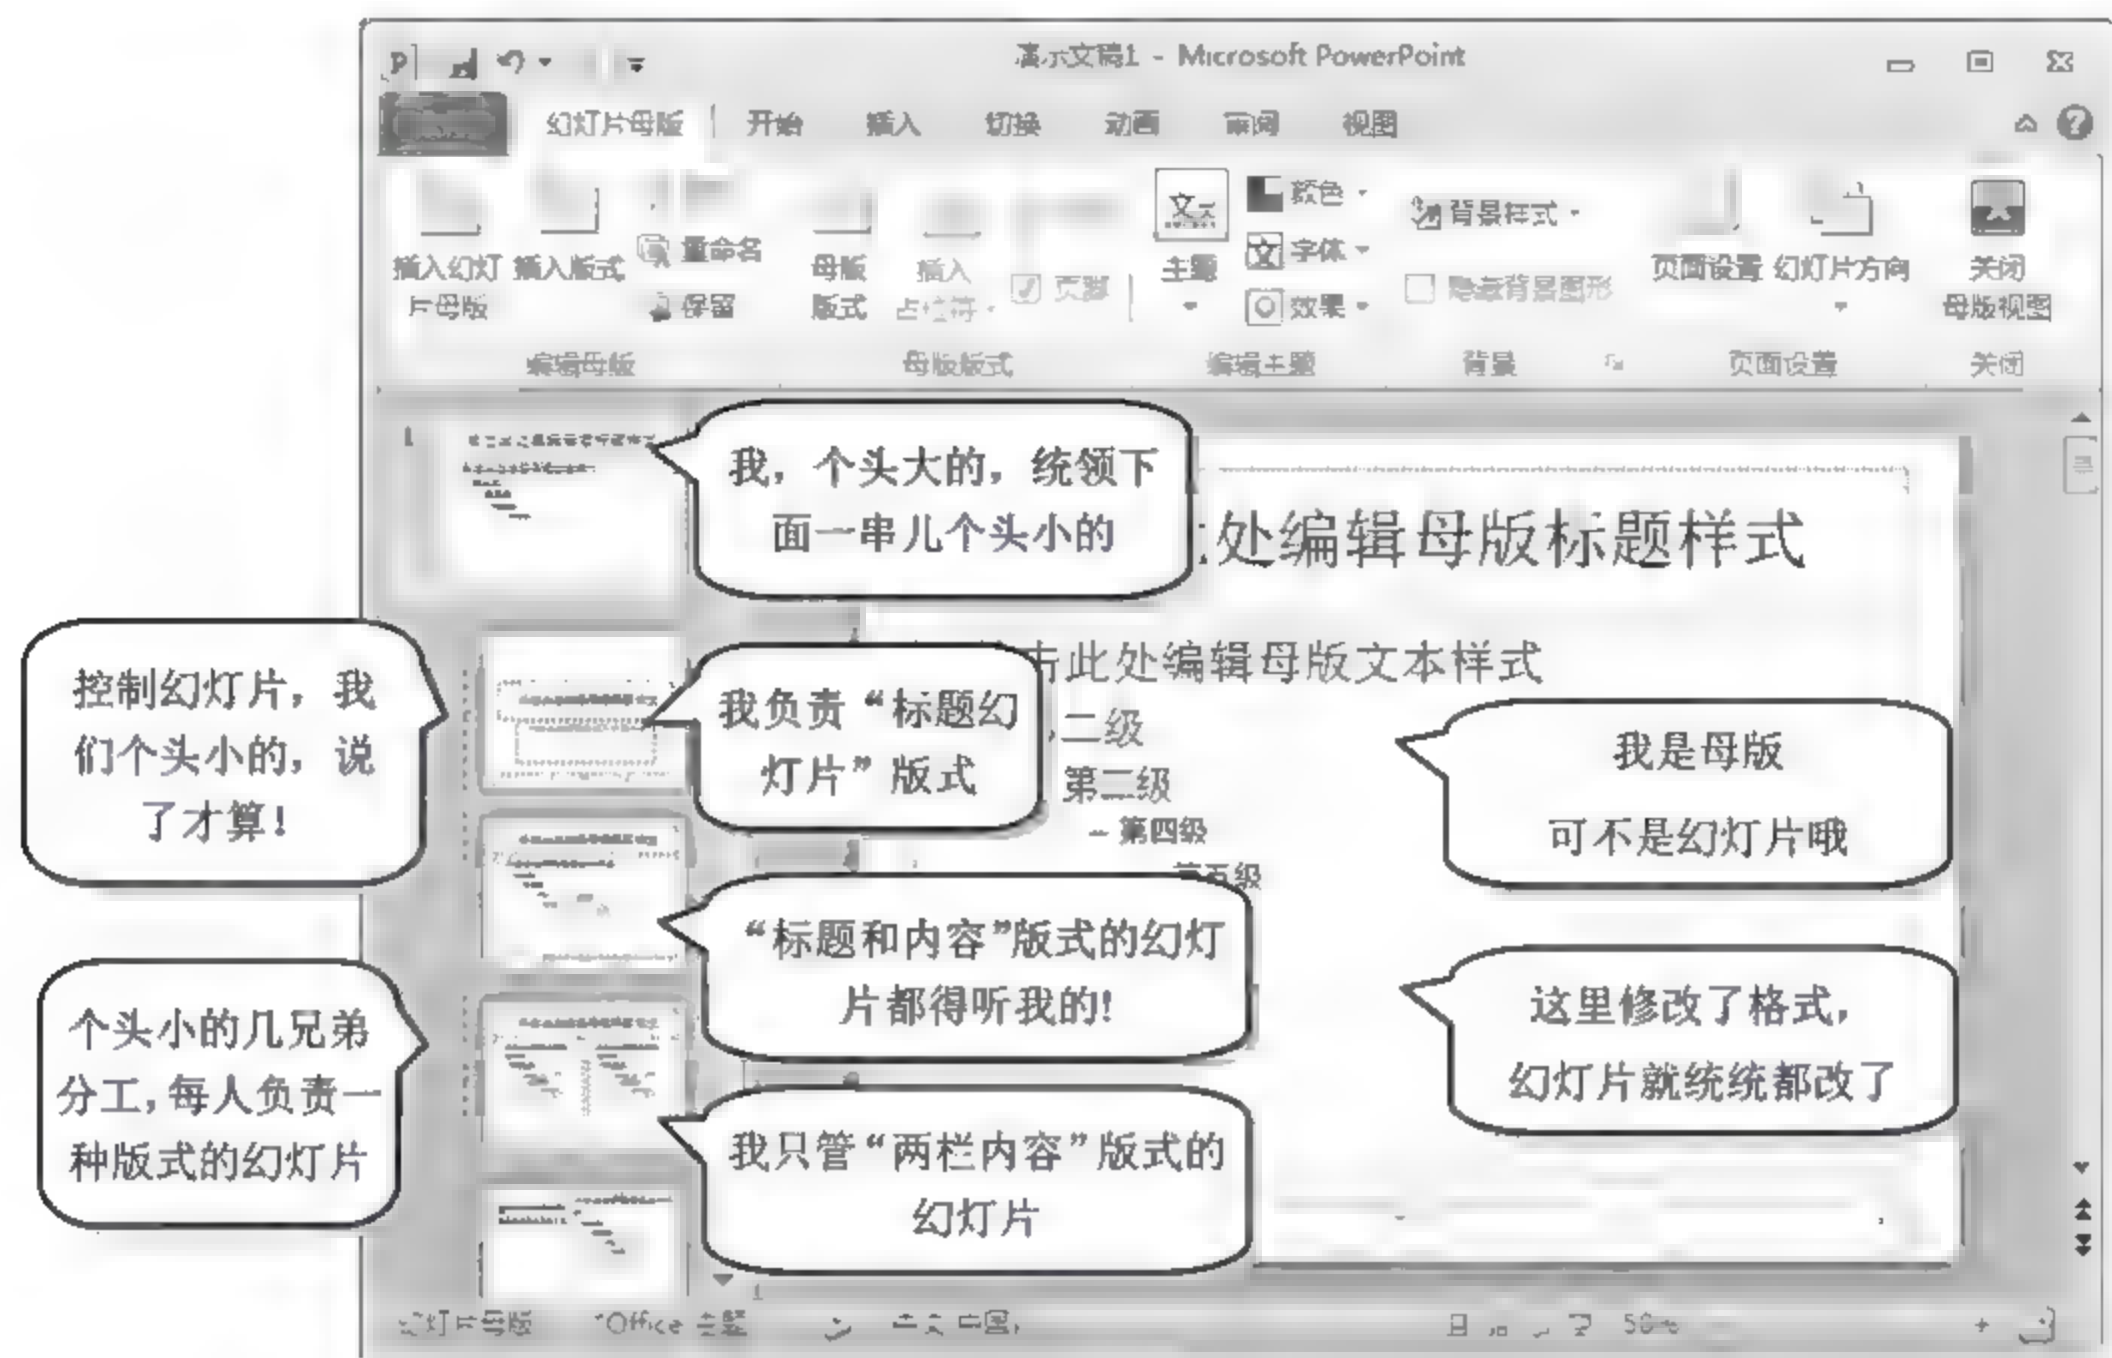 演示文稿1 - Microsoft PowerPoint
幻灯片母版 开始 插入 切换 动画 审阅 视图
插入幻灯片母版
插入版式
重命名
保留
母版版式
插入占位符
页脚
主题
颜色
字体
效果
背景样式
隐藏背景图形
页面设置
幻灯片方向
关闭母版视图
编辑母版 母版版式 编辑主题 背景 页面设置 关闭
1
我，个头大的，统领下
面一串儿个头小的
处编辑母版标题样式
控制幻灯片，我
们个头小的，说
了才算！
我负责“标题幻
灯片”版式
击此处编辑母版文本样式
二级
第三级
– 第四级
第五级
我是母版
可不是幻灯片哦
“标题和内容”版式的幻灯
片都得听我的！
这里修改了格式，
幻灯片就统统都改了
个头小的几兄弟
分工，每人负责一
种版式的幻灯片
我只管“两栏内容”版式的
幻灯片
幻灯片母版 "Office 主题